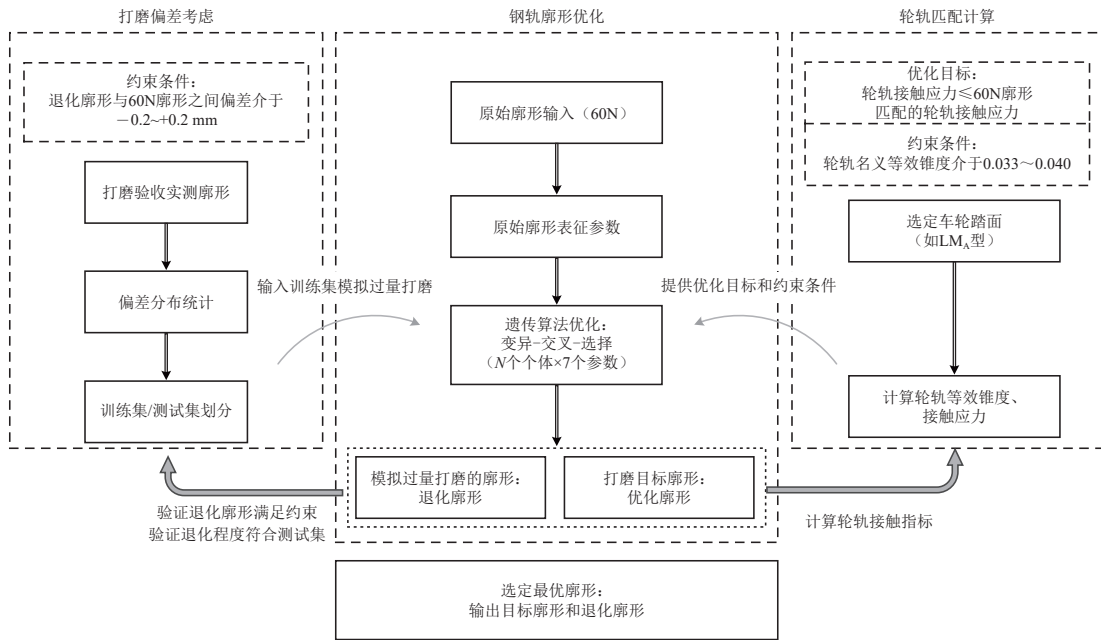 打磨偏差考虑
约束条件：
退化廓形与60N廓形之间偏差介于
－0.2~+0.2 mm
打磨验收实测廓形
偏差分布统计
训练集/测试集划分
输入训练集模拟过量打磨
验证退化廓形满足约束
验证退化程度符合测试集
钢轨廓形优化
原始廓形输入（60N）
原始廓形表征参数
遗传算法优化：
变异-交叉-选择
（N个个体×7个参数）
模拟过量打磨的廓形：
退化廓形
打磨目标廓形：
优化廓形
选定最优廓形：
输出目标廓形和退化廓形
轮轨匹配计算
优化目标：
轮轨接触应力≤60N廓形
匹配的轮轨接触应力
约束条件：
轮轨名义等效锥度介于0.033～0.040
选定车轮踏面
（如LMA型）
提供优化目标和约束条件
计算轮轨等效锥度、
接触应力
计算轮轨接触指标